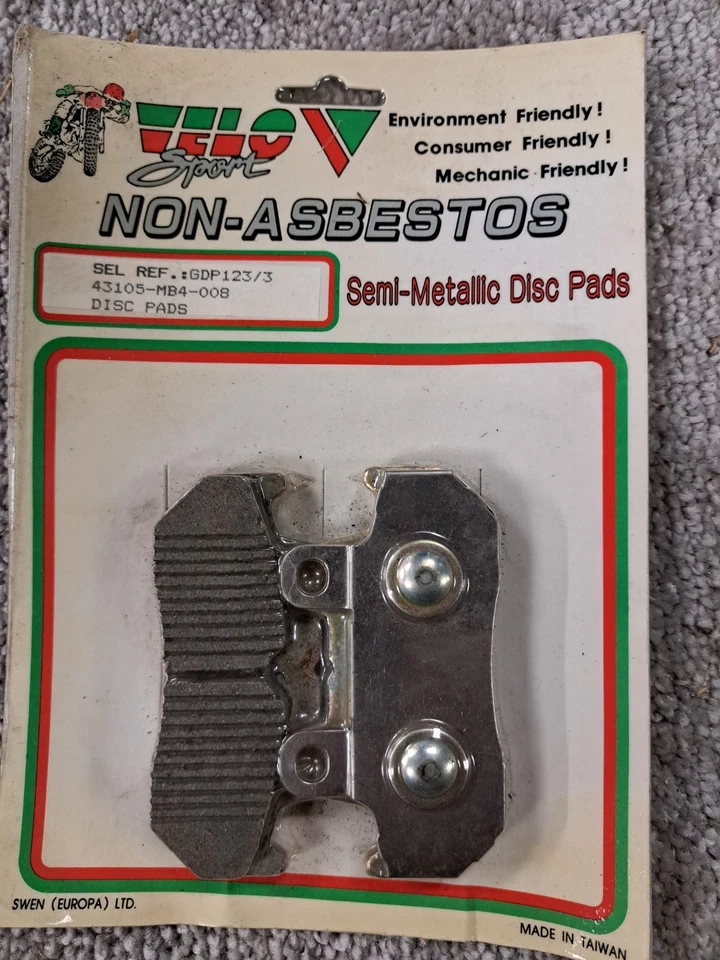 VELO
Sport
Environment Friendly!
Consumer Friendly!
Mechanic Friendly!
NON-ASBESTOS
SEL REF.:GDP123/3
43105-MB4-008
DISC PADS
Semi-Metallic Disc Pads
SWEN (EUROPA) LTD.
MADE IN TAIWAN